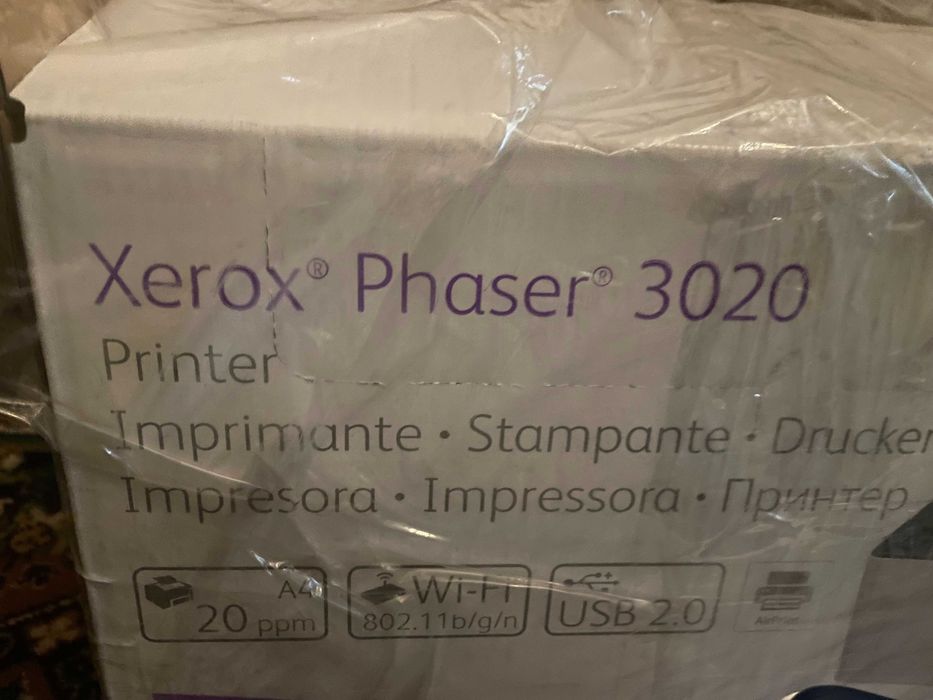 Xerox® Phaser® 3020
Printer
Imprimante • Stampante • Drucker
Impresora • Impressora • Принтер
A4
20 ppm
Wi-Fi
802.11b/g/n
USB 2.0
AirPrint